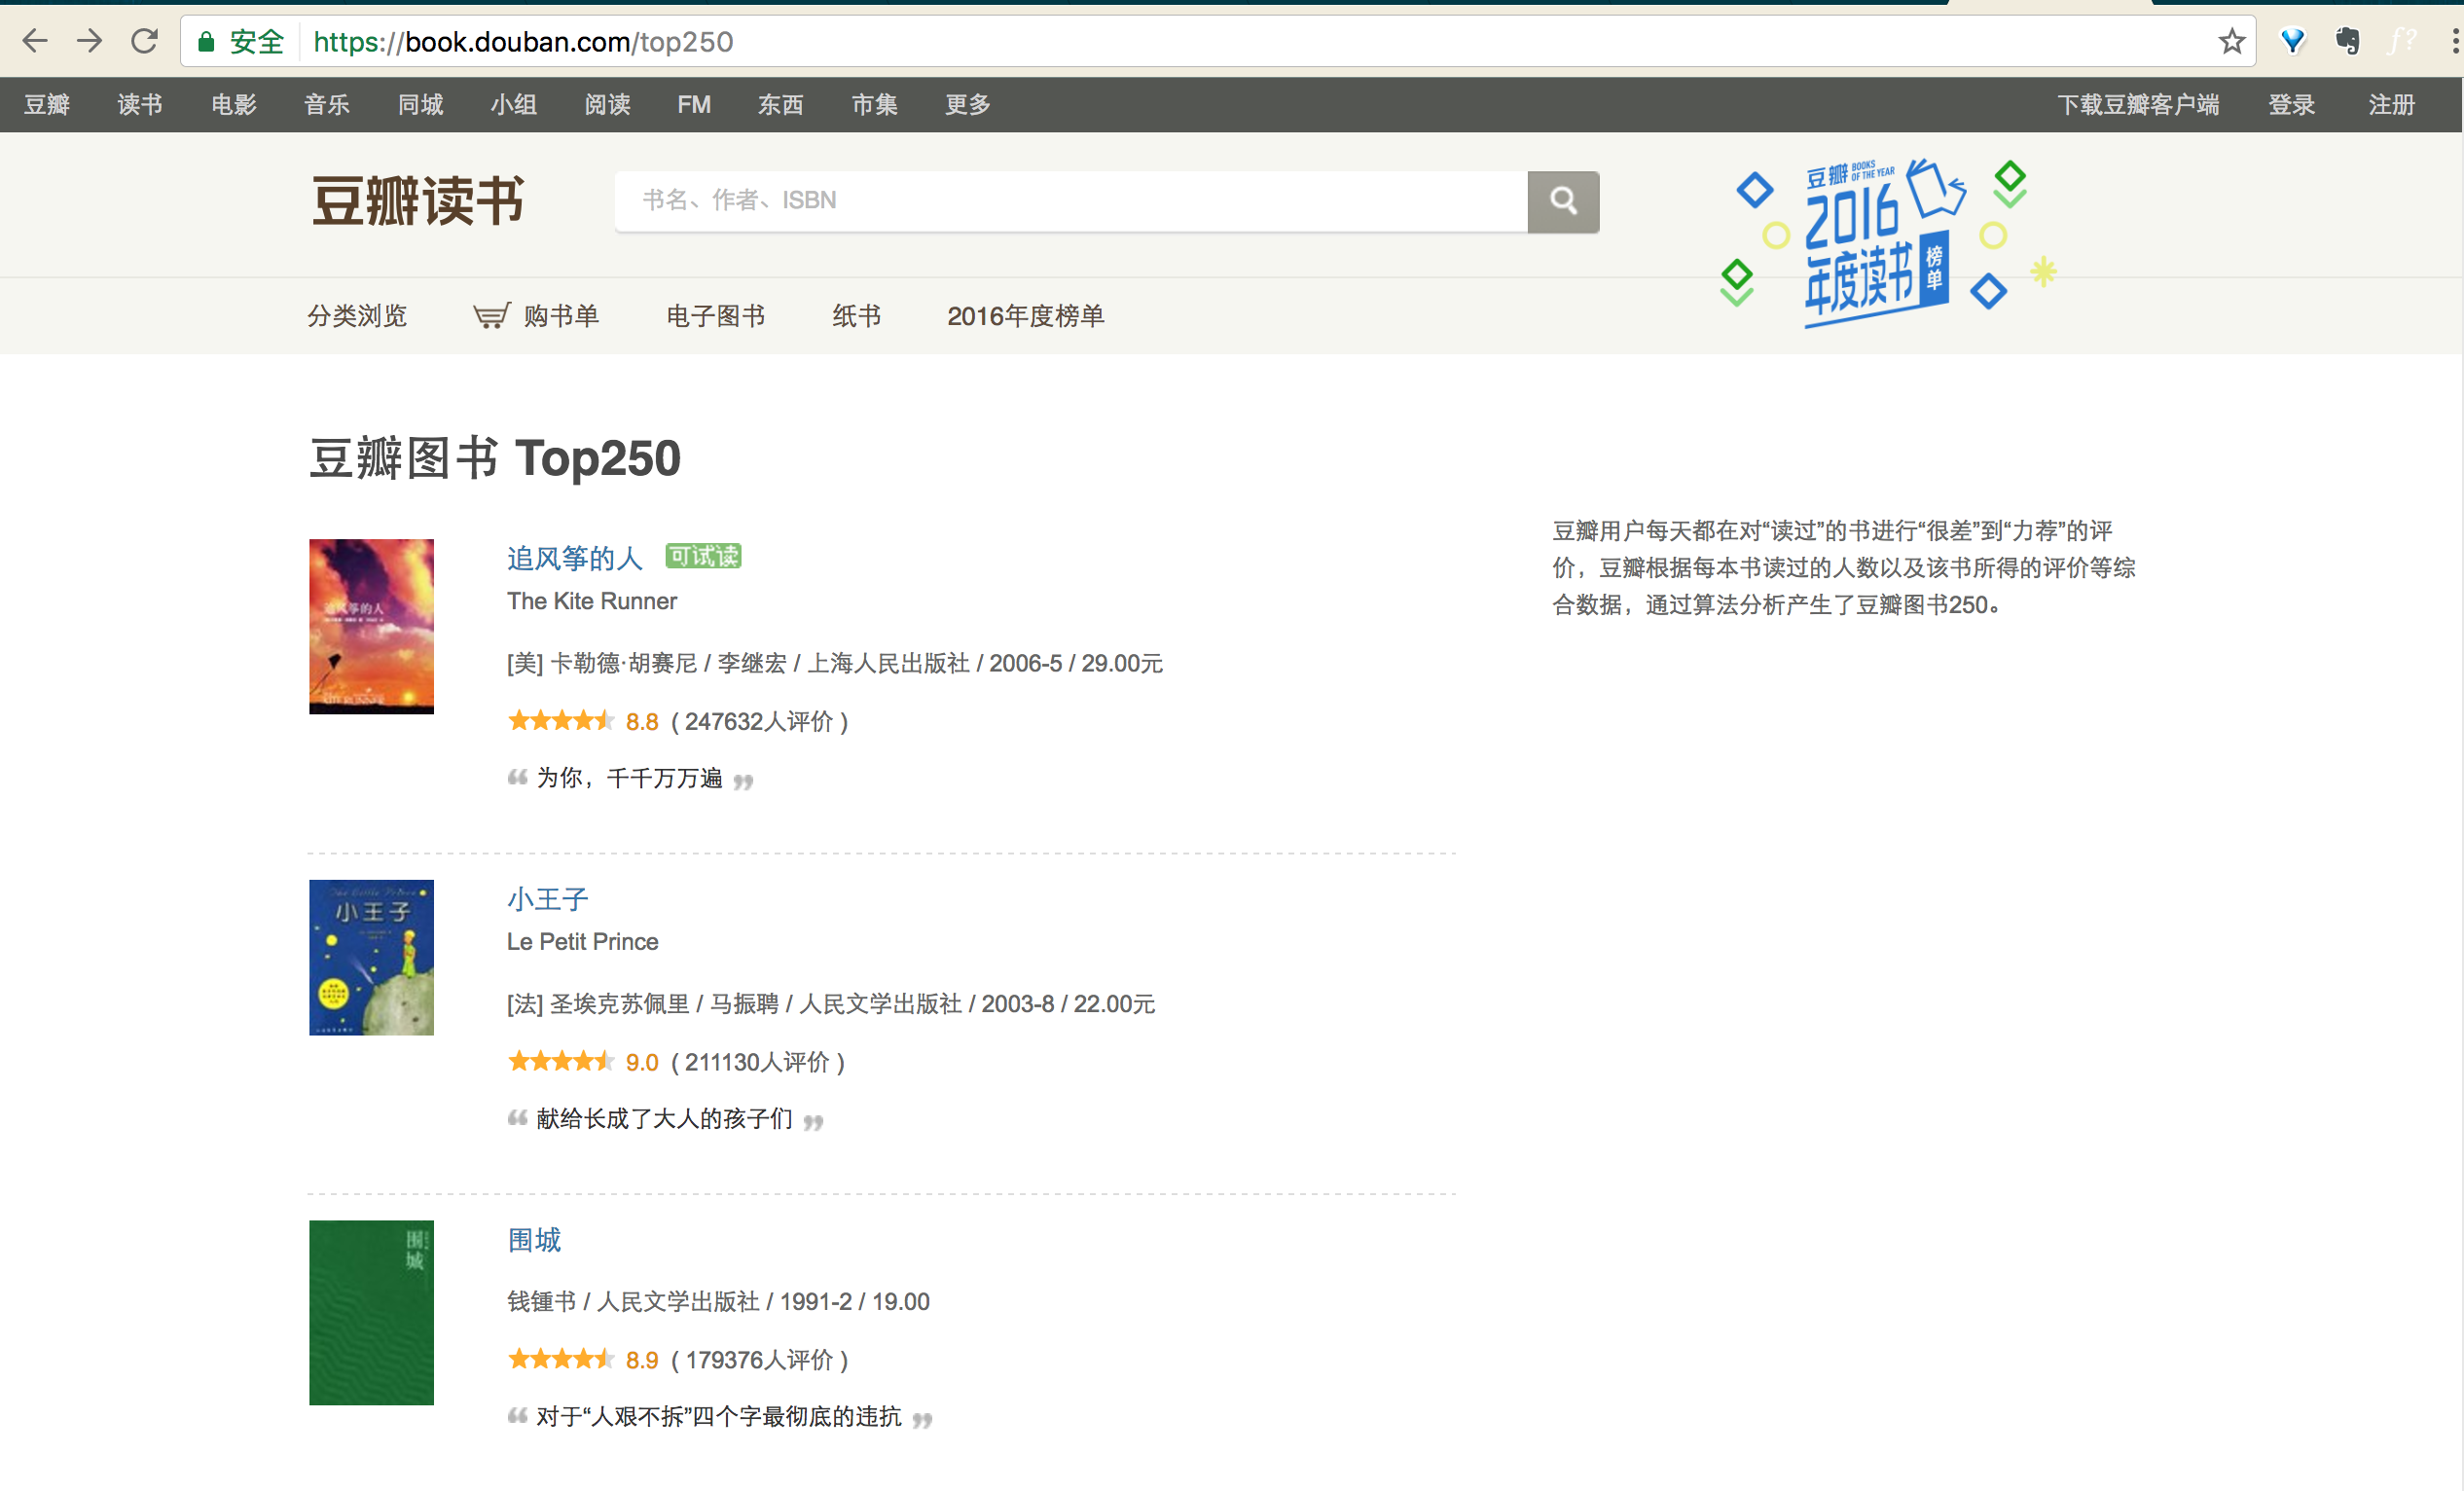 安全 https://book.douban.com/top250
豆瓣 读书 电影 音乐 同城 小组 阅读 FM 东西 市集 更多 下载豆瓣客户端 登录 注册
豆瓣读书
书名、作者、ISBN
豆瓣 BOOKS OF THE YEAR
2016
年度读书
榜单
分类浏览 购书单 电子图书 纸书 2016年度榜单
豆瓣图书 Top250
追风筝的人 可试读
The Kite Runner
[美] 卡勒德·胡赛尼 / 李继宏 / 上海人民出版社 / 2006-5 / 29.00元
8.8 ( 247632人评价 )
“ 为你，千千万万遍 ”
追风筝的人
小王子
Le Petit Prince
[法] 圣埃克苏佩里 / 马振聘 / 人民文学出版社 / 2003-8 / 22.00元
9.0 ( 211130人评价 )
“ 献给长成了大人的孩子们 ”
小王子
围城
钱锺书 / 人民文学出版社 / 1991-2 / 19.00
8.9 ( 179376人评价 )
“ 对于“人艰不拆”四个字最彻底的违抗 ”
围城
豆瓣用户每天都在对“读过”的书进行“很差”到“力荐”的评
价，豆瓣根据每本书读过的人数以及该书所得的评价等综
合数据，通过算法分析产生了豆瓣图书250。